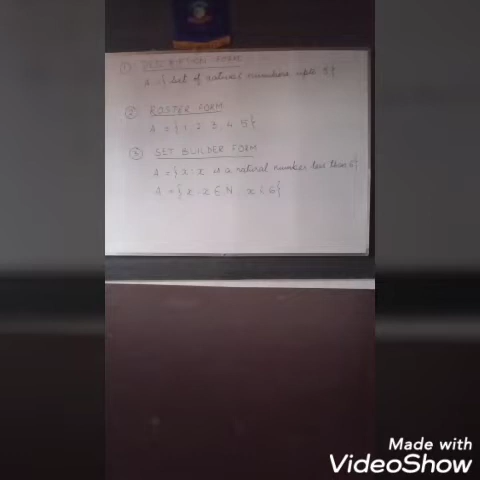 ① DESCRIPTION FORM
A = { Set of natural numbers upto 5}
② ROSTER FORM
A = { 1, 2, 3, 4, 5}
③ SET BUILDER FORM
A = { x : x is a natural number less than 6}
A = { x : x ∈ N, x < 6}
Made with
VideoShow